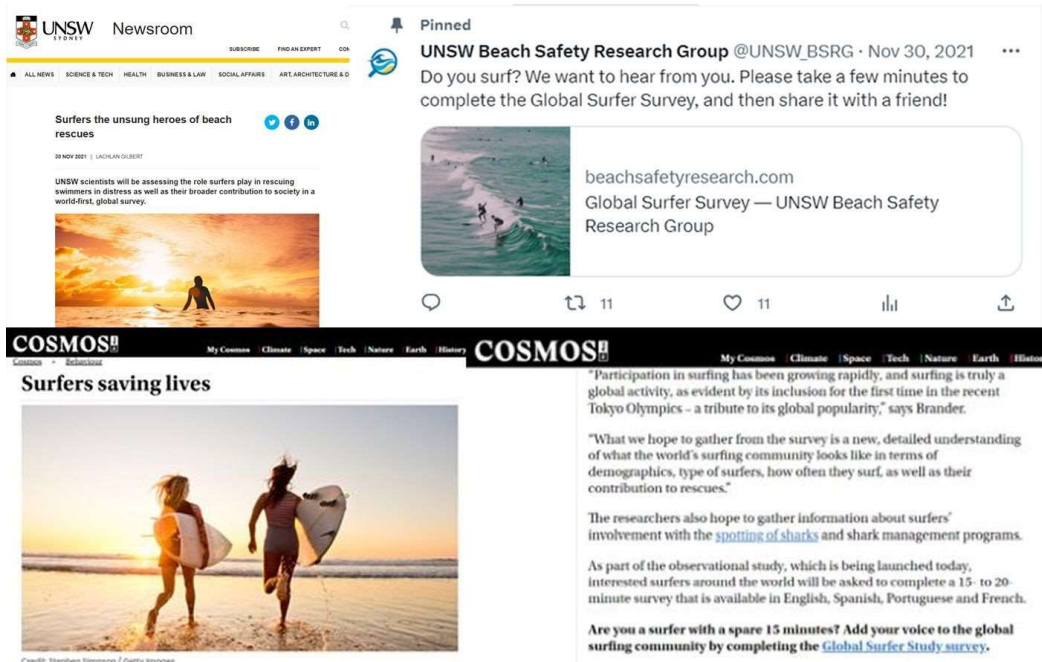 UNSW
SYDNEY
Newsroom
SUBSCRIBE FIND AN EXPERT
ALL NEWS SCIENCE & TECH HEALTH BUSINESS & LAW SOCIAL AFFAIRS ART, ARCHITECTURE & D
Surfers the unsung heroes of beach
rescues
30 NOV 2021 | LACHLAN GILBERT
UNSW scientists will be assessing the role surfers play in rescuing
swimmers in distress as well as their broader contribution to society in a
world-first, global survey.
Pinned
UNSW Beach Safety Research Group @UNSW_BSRG · Nov 30, 2021
Do you surf? We want to hear from you. Please take a few minutes to
complete the Global Surfer Survey, and then share it with a friend!
beachsafetyresearch.com
Global Surfer Survey — UNSW Beach Safety
Research Group
11
11
COSMOS
My Cosmos Climate Space Tech Nature Earth History
Cosmos Behaviour
Surfers saving lives
Credit: Stephen Simpson / Getty Images
COSMOS
My Cosmos Climate Space Tech Nature Earth Histor
"Participation in surfing has been growing rapidly, and surfing is truly a
global activity, as evident by its inclusion for the first time in the recent
Tokyo Olympics – a tribute to its global popularity," says Brander.
"What we hope to gather from the survey is a new, detailed understanding
of what the world's surfing community looks like in terms of
demographics, type of surfers, how often they surf, as well as their
contribution to rescues."
The researchers also hope to gather information about surfers'
involvement with the spotting of sharks and shark management programs.
As part of the observational study, which is being launched today,
interested surfers around the world will be asked to complete a 15- to 20-
minute survey that is available in English, Spanish, Portuguese and French.
Are you a surfer with a spare 15 minutes? Add your voice to the global
surfing community by completing the Global Surfer Study survey.